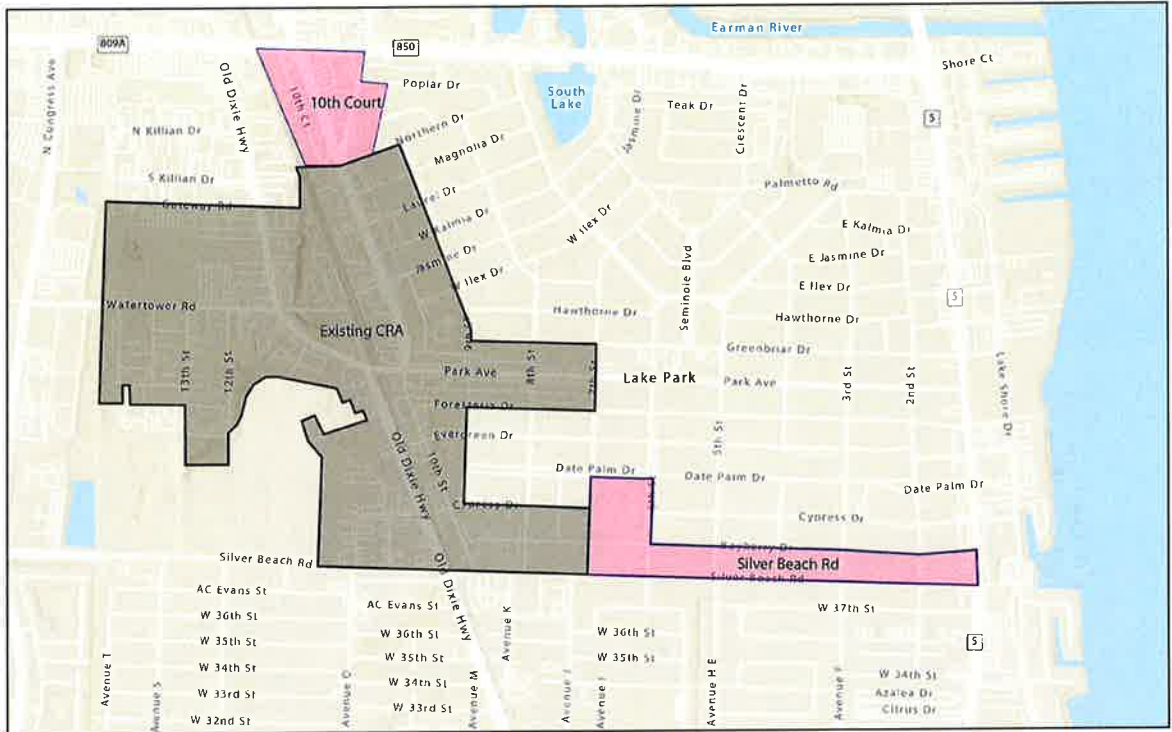 Earman River
809A
850
Shore Ct
N Congress Ave
Old Dixie Hwy
10th Ct
10th Court
Poplar Dr
South
Lake
Teak Dr
Crescent Dr
Jasmine Dr
5
N Killian Dr
Northern Dr
Magnolia Dr
S Killian Dr
Palmetto Rd
Gateway Rd
Laurel Dr
W Kalmia Dr
W Ilex Dr
E Kalmia Dr
Jasmine Dr
E Jasmine Dr
W Ilex Dr
Seminole Blvd
E Ilex Dr
5
Watertower Rd
Hawthorne Dr
Hawthorne Dr
Existing CRA
9th St
Greenbriar Dr
13th St
12th St
Park Ave
8th St
7th St
Lake Park
Park Ave
3rd St
2nd St
Lake Shore Dr
Foresteria Dr
Evergreen Dr
5th St
Old Dixie Hwy
10th St
Date Palm Dr
Date Palm Dr
Date Palm Dr
Cypress Dr
Cypress Dr
Bayberry Dr
Silver Beach Rd
Silver Beach Rd
Silver Beach Rd
Old Dixie Hwy
AC Evans St
AC Evans St
W 37th St
W 36th St
W 36th St
Avenue K
W 36th St
W 35th St
W 35th St
W 35th St
5
W 34th St
W 34th St
W 34th St
Avenue T
Avenue S
W 33rd St
Avenue O
W 33rd St
Avenue M
Avenue J
Avenue I
Avenue H E
Avenue F
Azalea Dr
W 32nd St
Citrus Dr